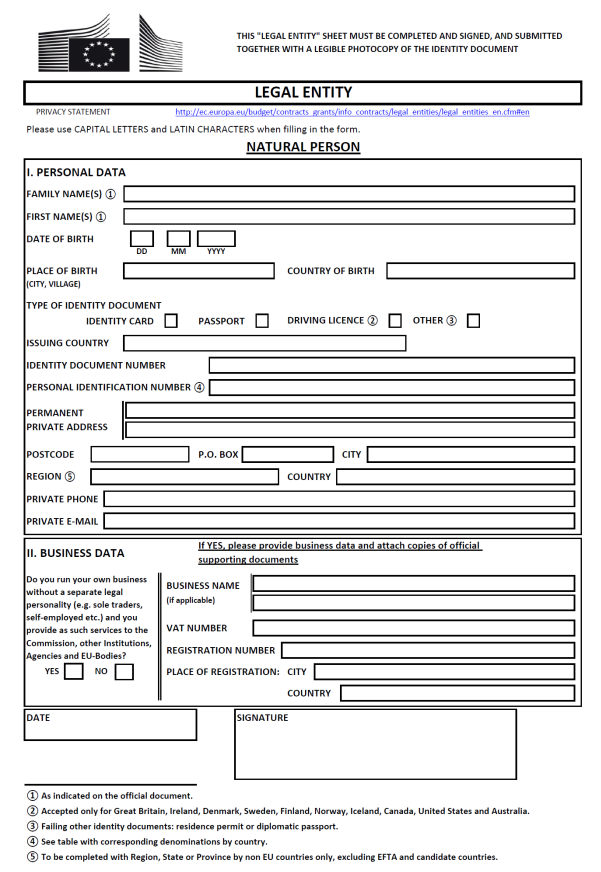 THIS "LEGAL ENTITY" SHEET MUST BE COMPLETED AND SIGNED, AND SUBMITTED
TOGETHER WITH A LEGIBLE PHOTOCOPY OF THE IDENTITY DOCUMENT
LEGAL ENTITY
PRIVACY STATEMENT http://ec.europa.eu/budget/contracts_grants/info_contracts/legal_entities/legal_entities_en.cfm#en
Please use CAPITAL LETTERS and LATIN CHARACTERS when filling in the form.
NATURAL PERSON
I. PERSONAL DATA
FAMILY NAME(S) ①
FIRST NAME(S) ①
DATE OF BIRTH
DD MM YYYY
PLACE OF BIRTH COUNTRY OF BIRTH
(CITY, VILLAGE)
TYPE OF IDENTITY DOCUMENT
IDENTITY CARD PASSPORT DRIVING LICENCE ② OTHER ③
ISSUING COUNTRY
IDENTITY DOCUMENT NUMBER
PERSONAL IDENTIFICATION NUMBER ④
PERMANENT
PRIVATE ADDRESS
POSTCODE P.O. BOX CITY
REGION ⑤ COUNTRY
PRIVATE PHONE
PRIVATE E-MAIL
II. BUSINESS DATA
If YES, please provide business data and attach copies of official
supporting documents
Do you run your own business
without a separate legal
personality (e.g. sole traders,
self-employed etc.) and you
provide as such services to the
Commission, other Institutions,
Agencies and EU-Bodies?
YES NO
BUSINESS NAME
(if applicable)
VAT NUMBER
REGISTRATION NUMBER
PLACE OF REGISTRATION: CITY
COUNTRY
DATE
SIGNATURE
① As indicated on the official document.
② Accepted only for Great Britain, Ireland, Denmark, Sweden, Finland, Norway, Iceland, Canada, United States and Australia.
③ Failing other identity documents: residence permit or diplomatic passport.
④ See table with corresponding denominations by country.
⑤ To be completed with Region, State or Province by non EU countries only, excluding EFTA and candidate countries.